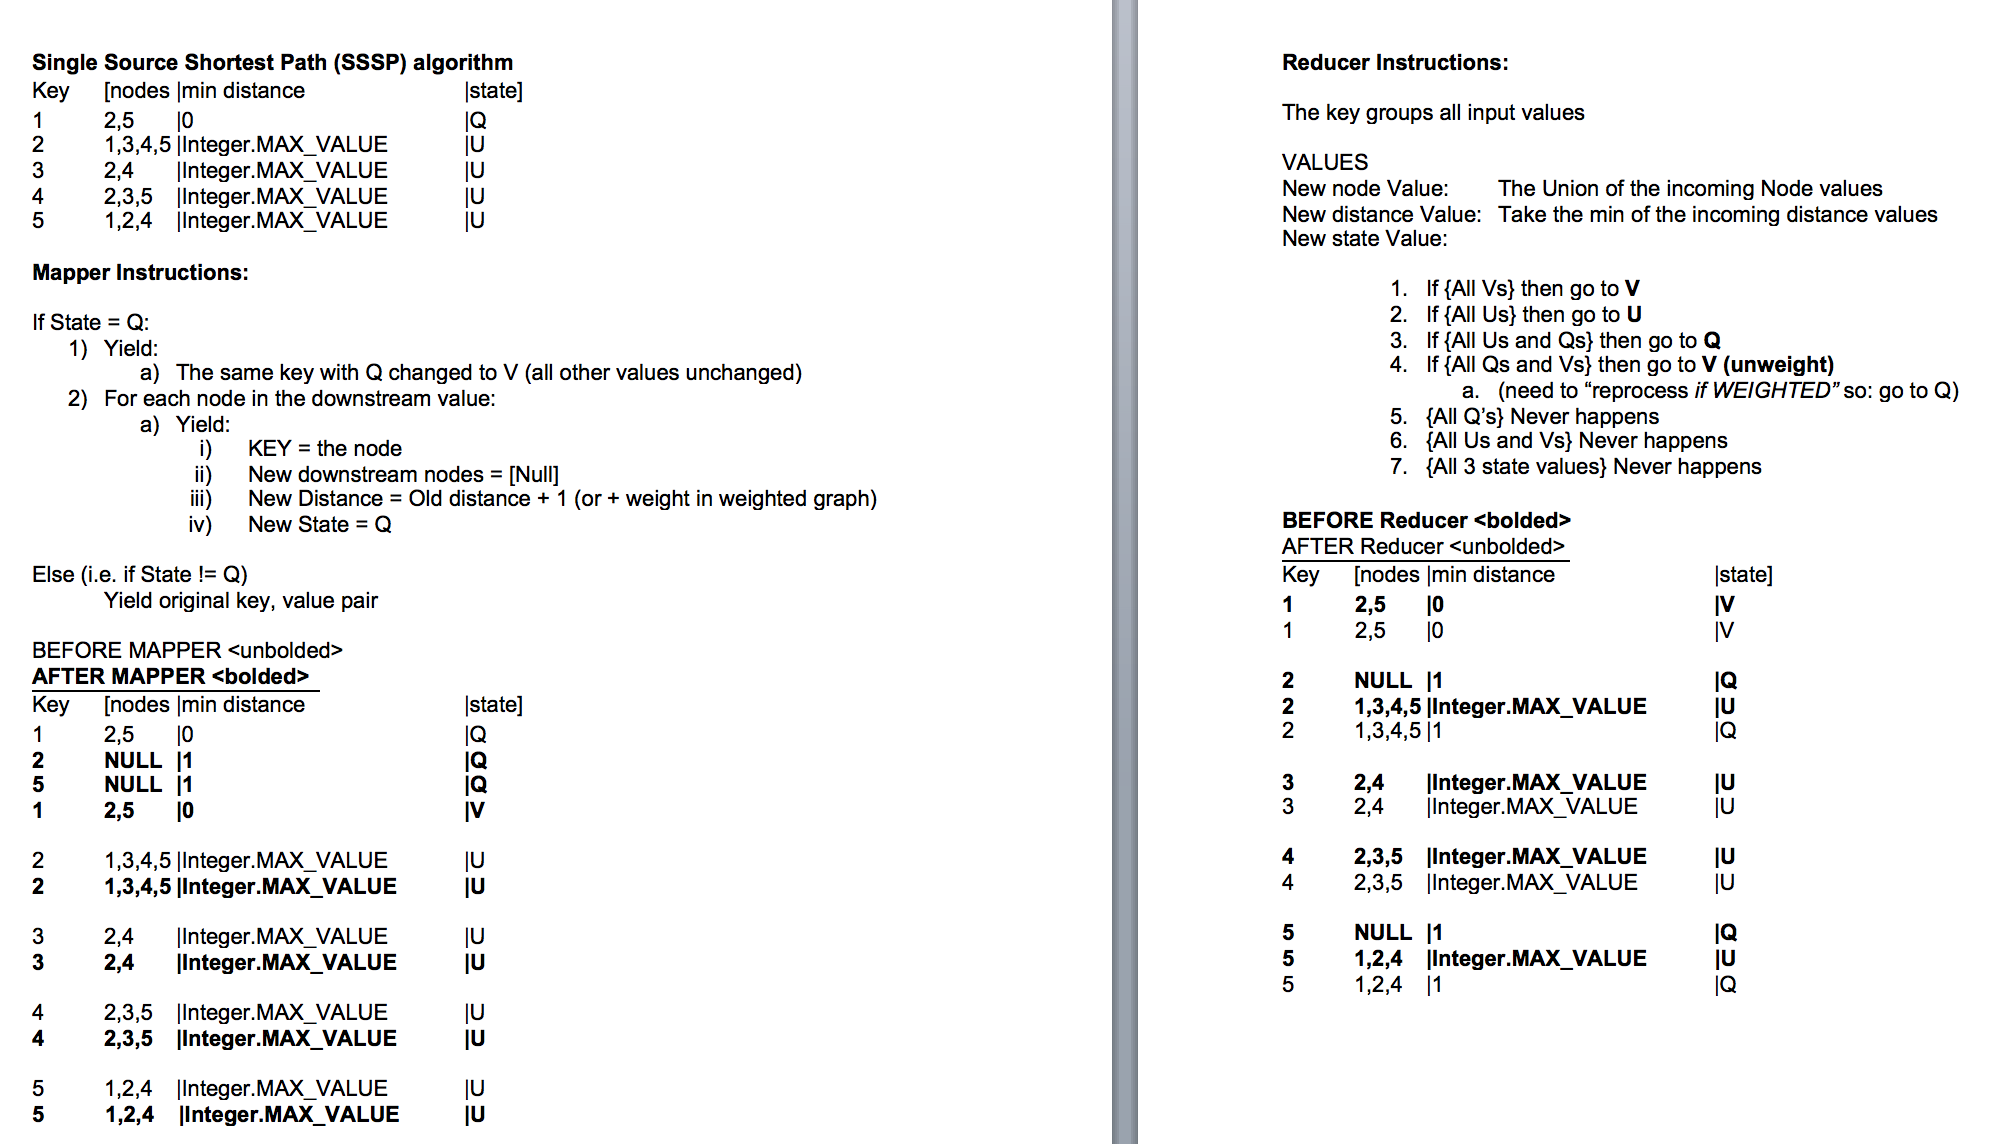 Single Source Shortest Path (SSSP) algorithm
Key [nodes |min distance |state]
1 2,5 |0 |Q
2 1,3,4,5 |Integer.MAX_VALUE |U
3 2,4 |Integer.MAX_VALUE |U
4 2,3,5 |Integer.MAX_VALUE |U
5 1,2,4 |Integer.MAX_VALUE |U
Mapper Instructions:
If State = Q:
1) Yield:
a) The same key with Q changed to V (all other values unchanged)
2) For each node in the downstream value:
a) Yield:
i) KEY = the node
ii) New downstream nodes = [Null]
iii) New Distance = Old distance + 1 (or + weight in weighted graph)
iv) New State = Q
Else (i.e. if State != Q)
Yield original key, value pair
BEFORE MAPPER <unbolded>
AFTER MAPPER <bolded>
Key [nodes |min distance |state]
1 2,5 |0 |Q
2 NULL |1 |Q
5 NULL |1 |Q
1 2,5 |0 |V
2 1,3,4,5 |Integer.MAX_VALUE |U
2 1,3,4,5 |Integer.MAX_VALUE |U
3 2,4 |Integer.MAX_VALUE |U
3 2,4 |Integer.MAX_VALUE |U
4 2,3,5 |Integer.MAX_VALUE |U
4 2,3,5 |Integer.MAX_VALUE |U
5 1,2,4 |Integer.MAX_VALUE |U
5 1,2,4 |Integer.MAX_VALUE |U
Reducer Instructions:
The key groups all input values
VALUES
New node Value: The Union of the incoming Node values
New distance Value: Take the min of the incoming distance values
New state Value:
1. If {All Vs} then go to V
2. If {All Us} then go to U
3. If {All Us and Qs} then go to Q
4. If {All Qs and Vs} then go to V (unweight)
a. (need to “reprocess if WEIGHTED” so: go to Q)
5. {All Q’s} Never happens
6. {All Us and Vs} Never happens
7. {All 3 state values} Never happens
BEFORE Reducer <bolded>
AFTER Reducer <unbolded>
Key [nodes |min distance |state]
1 2,5 |0 |V
1 2,5 |0 |V
2 NULL |1 |Q
2 1,3,4,5 |Integer.MAX_VALUE |U
2 1,3,4,5 |1 |Q
3 2,4 |Integer.MAX_VALUE |U
3 2,4 |Integer.MAX_VALUE |U
4 2,3,5 |Integer.MAX_VALUE |U
4 2,3,5 |Integer.MAX_VALUE |U
5 NULL |1 |Q
5 1,2,4 |Integer.MAX_VALUE |U
5 1,2,4 |1 |Q